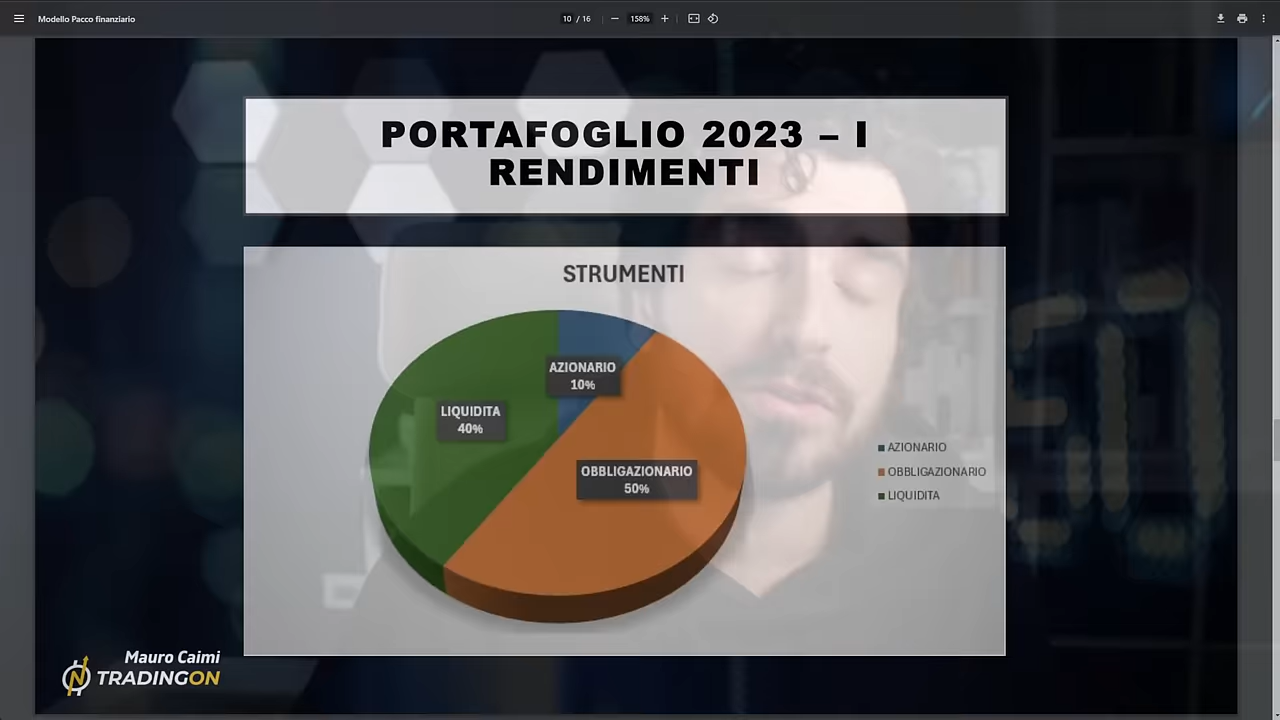 Modello Pacco finanziario
10 / 16
158%
PORTAFOGLIO 2023 – I
RENDIMENTI
STRUMENTI
AZIONARIO
10%
LIQUIDITA
40%
OBBLIGAZIONARIO
50%
AZIONARIO
OBBLIGAZIONARIO
LIQUIDITA
Mauro Caimi
TRADINGON